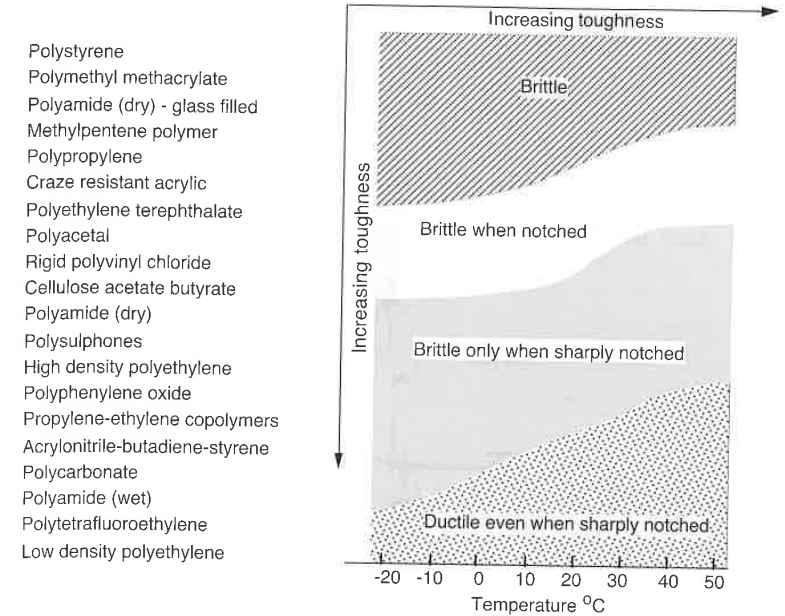 Increasing toughness
Polystyrene
Polymethyl methacrylate
Polyamide (dry) - glass filled
Methylpentene polymer
Polypropylene
Craze resistant acrylic
Polyethylene terephthalate
Polyacetal
Rigid polyvinyl chloride
Cellulose acetate butyrate
Polyamide (dry)
Polysulphones
High density polyethylene
Polyphenylene oxide
Propylene-ethylene copolymers
Acrylonitrile-butadiene-styrene
Polycarbonate
Polyamide (wet)
Polytetrafluoroethylene
Low density polyethylene
Increasing toughness
Brittle
Brittle when notched
Brittle only when sharply notched
Ductile even when sharply notched.
-20 -10 0 10 20 30 40 50
Temperature °C